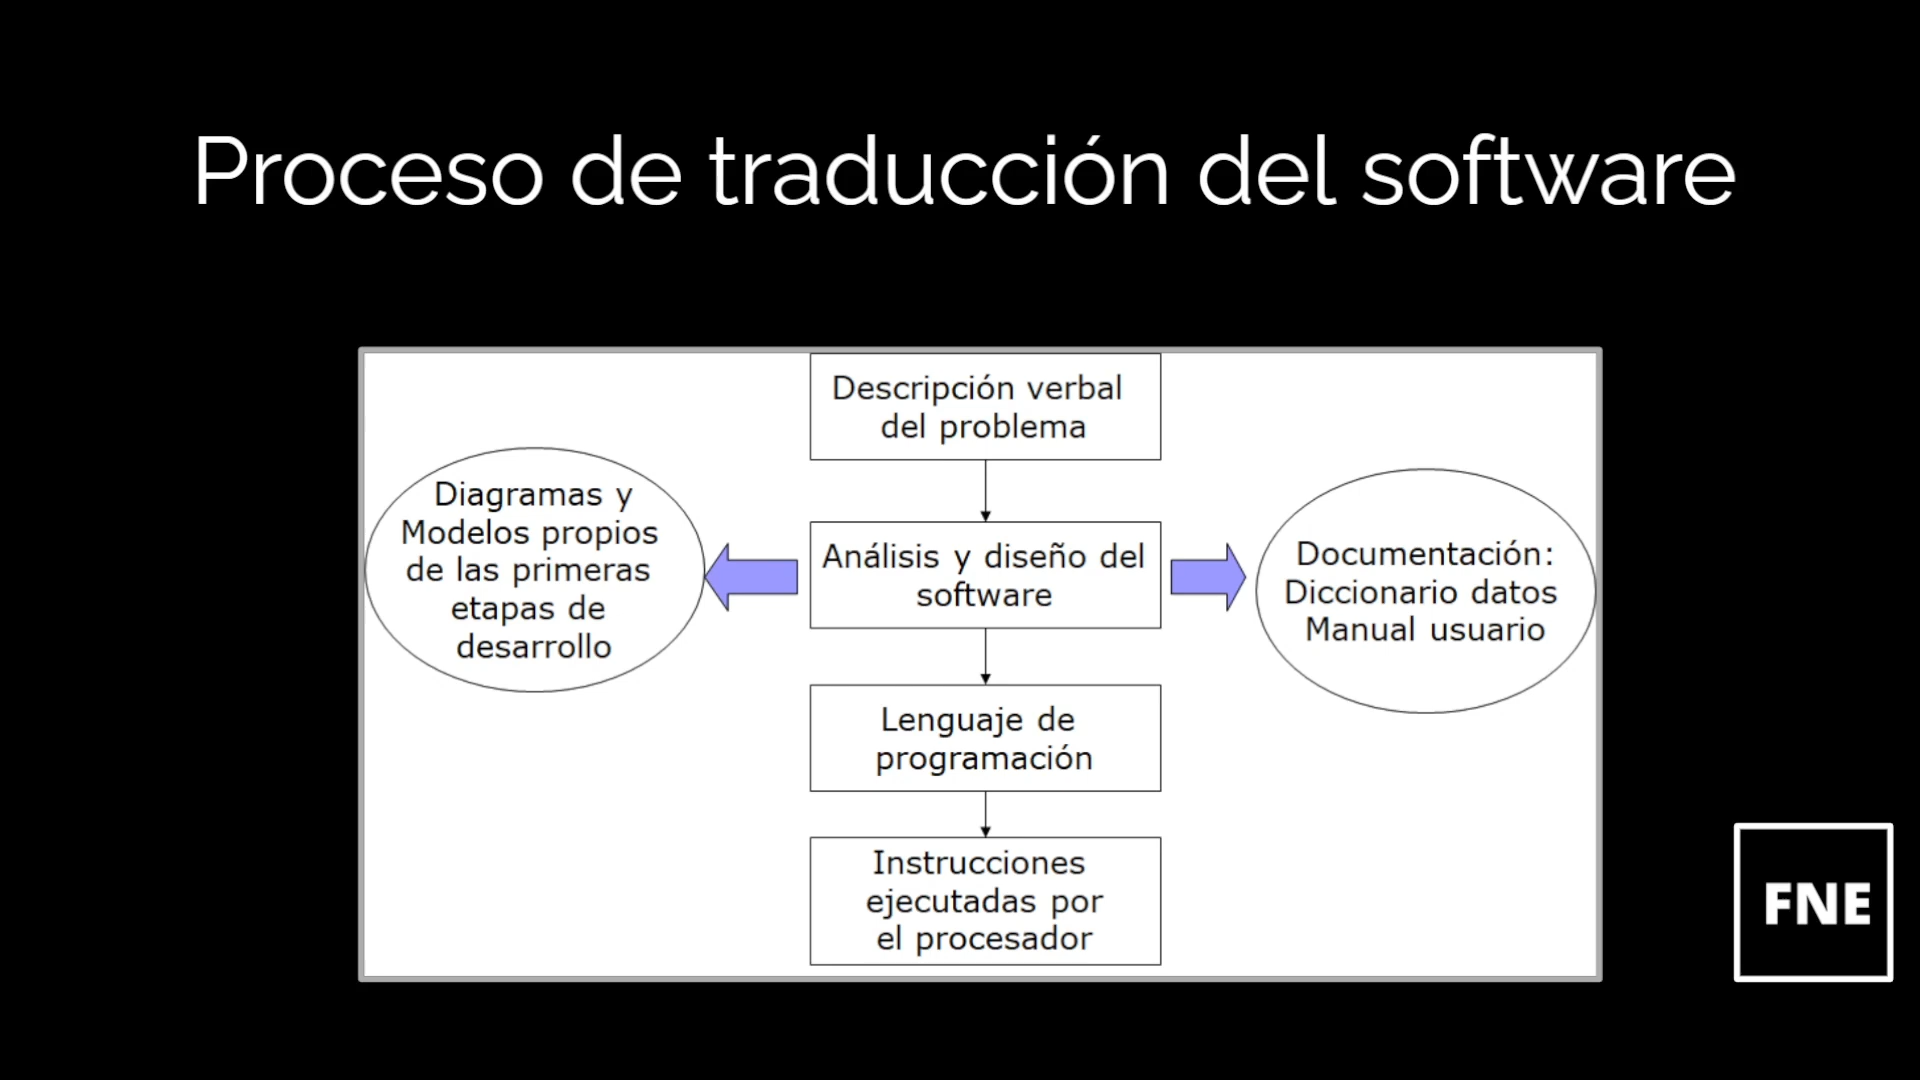 Proceso de traducción del software
Descripción verbal
del problema
Diagramas y
Modelos propios
de las primeras
etapas de
desarrollo
Análisis y diseño del
software
Documentación:
Diccionario datos
Manual usuario
Lenguaje de
programación
Instrucciones
ejecutadas por
el procesador
FNE